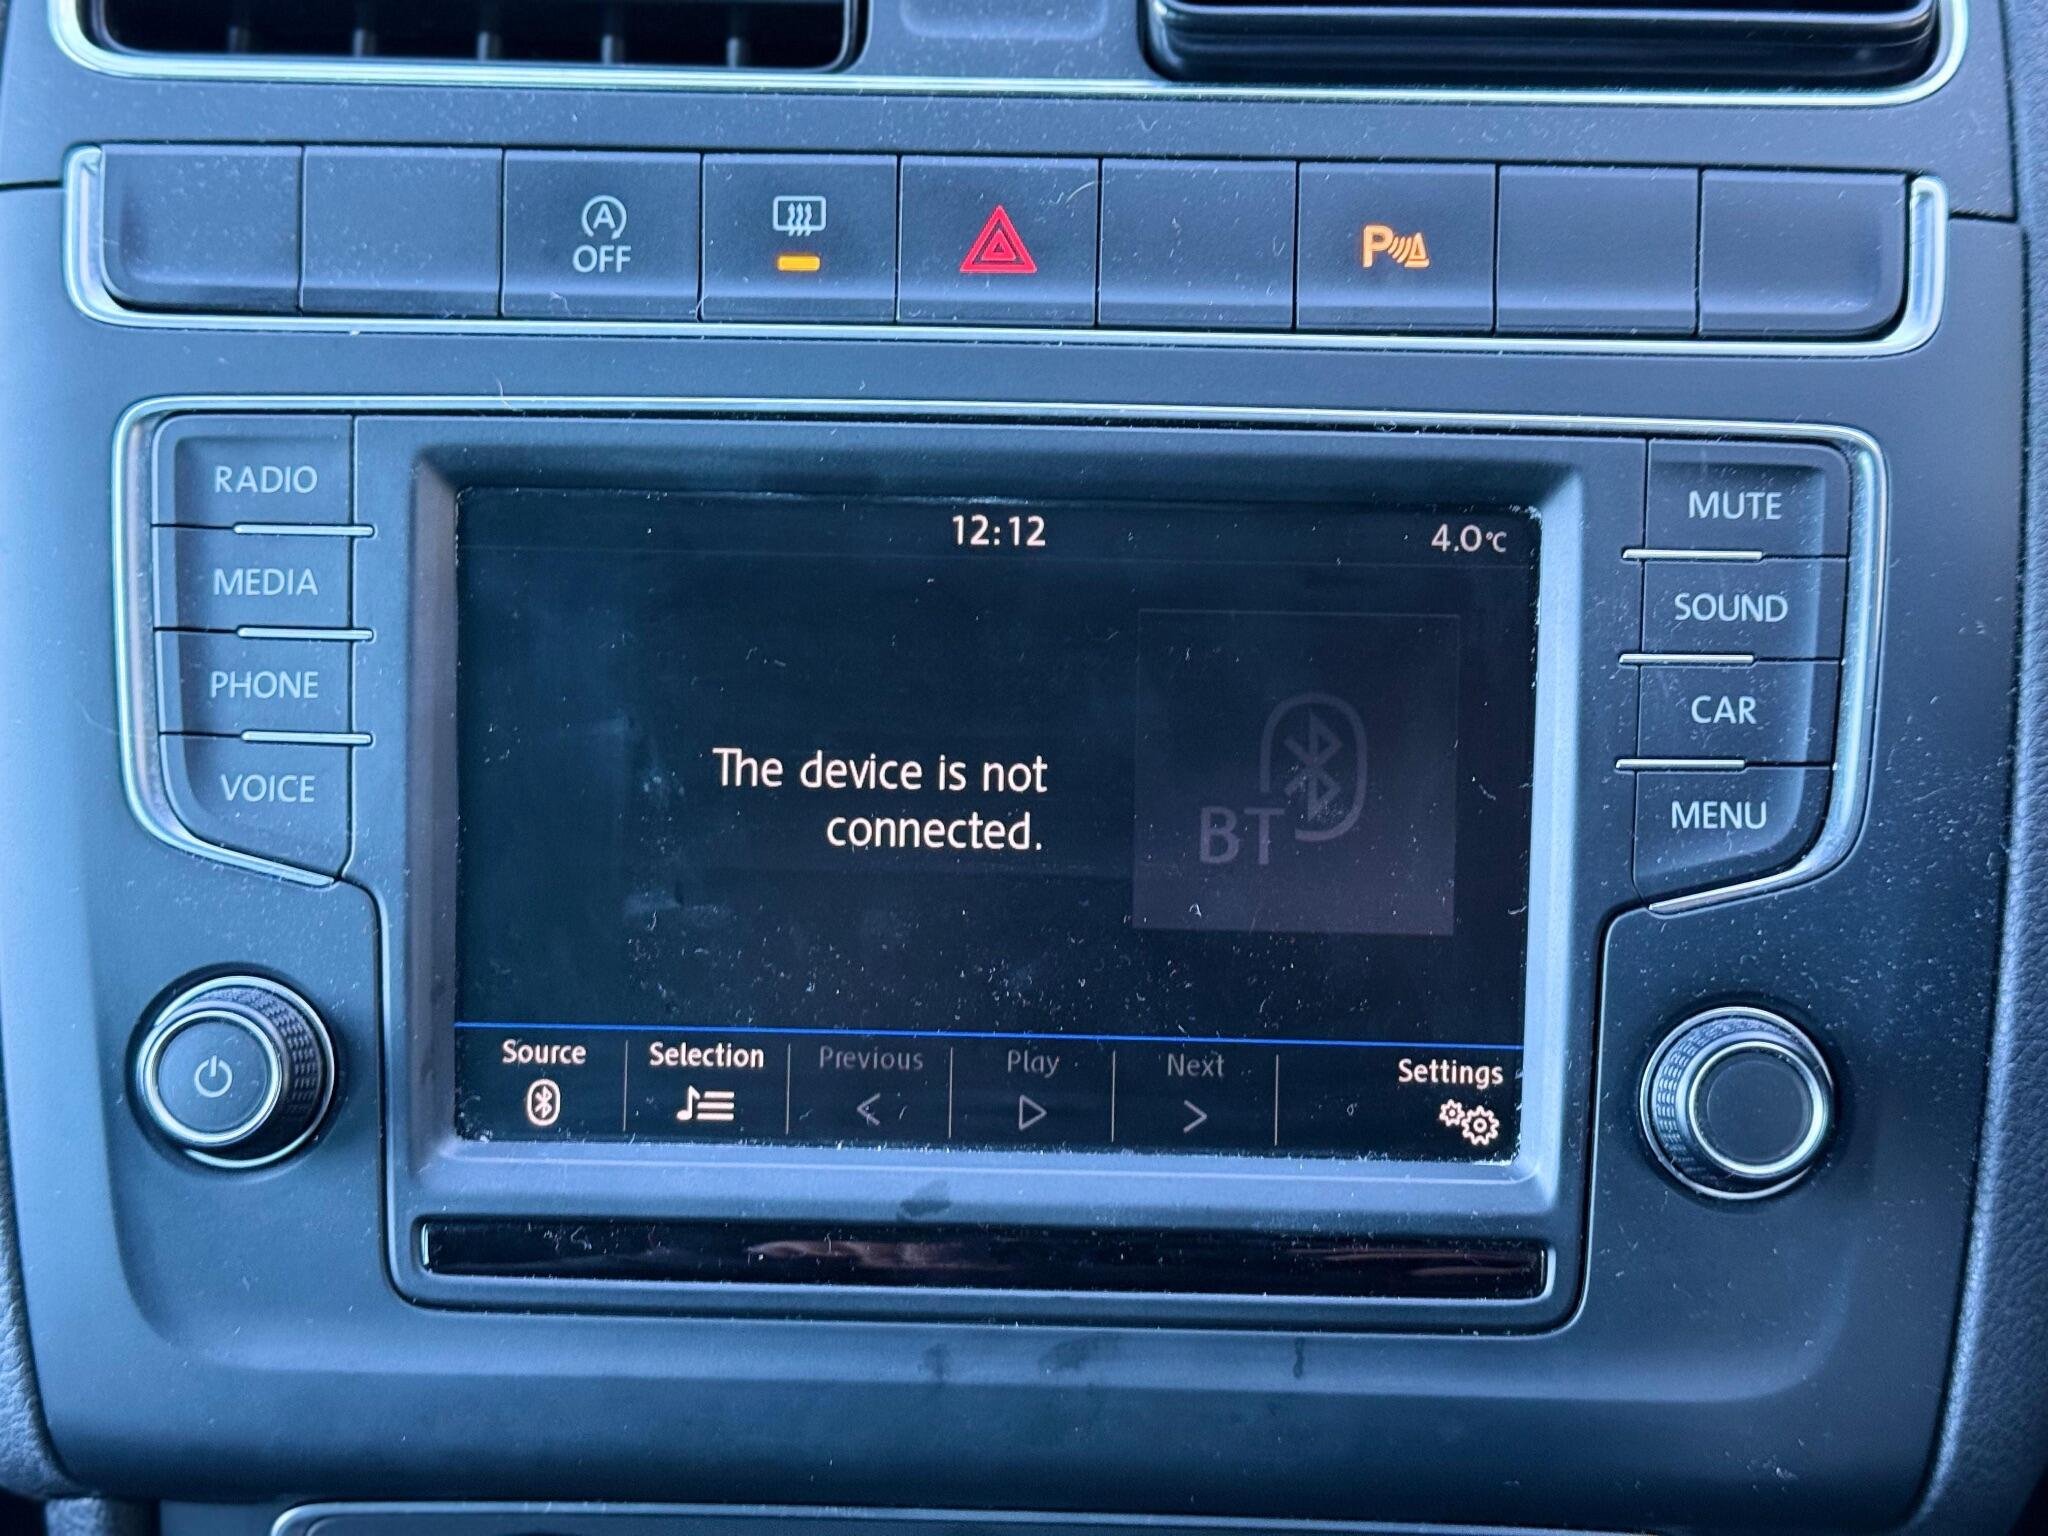 A
OFF
P
RADIO
MEDIA
PHONE
VOICE
12:12
4.0°C
The device is not
connected.
BT
Source
Selection
Previous
Play
Next
Settings
MUTE
SOUND
CAR
MENU